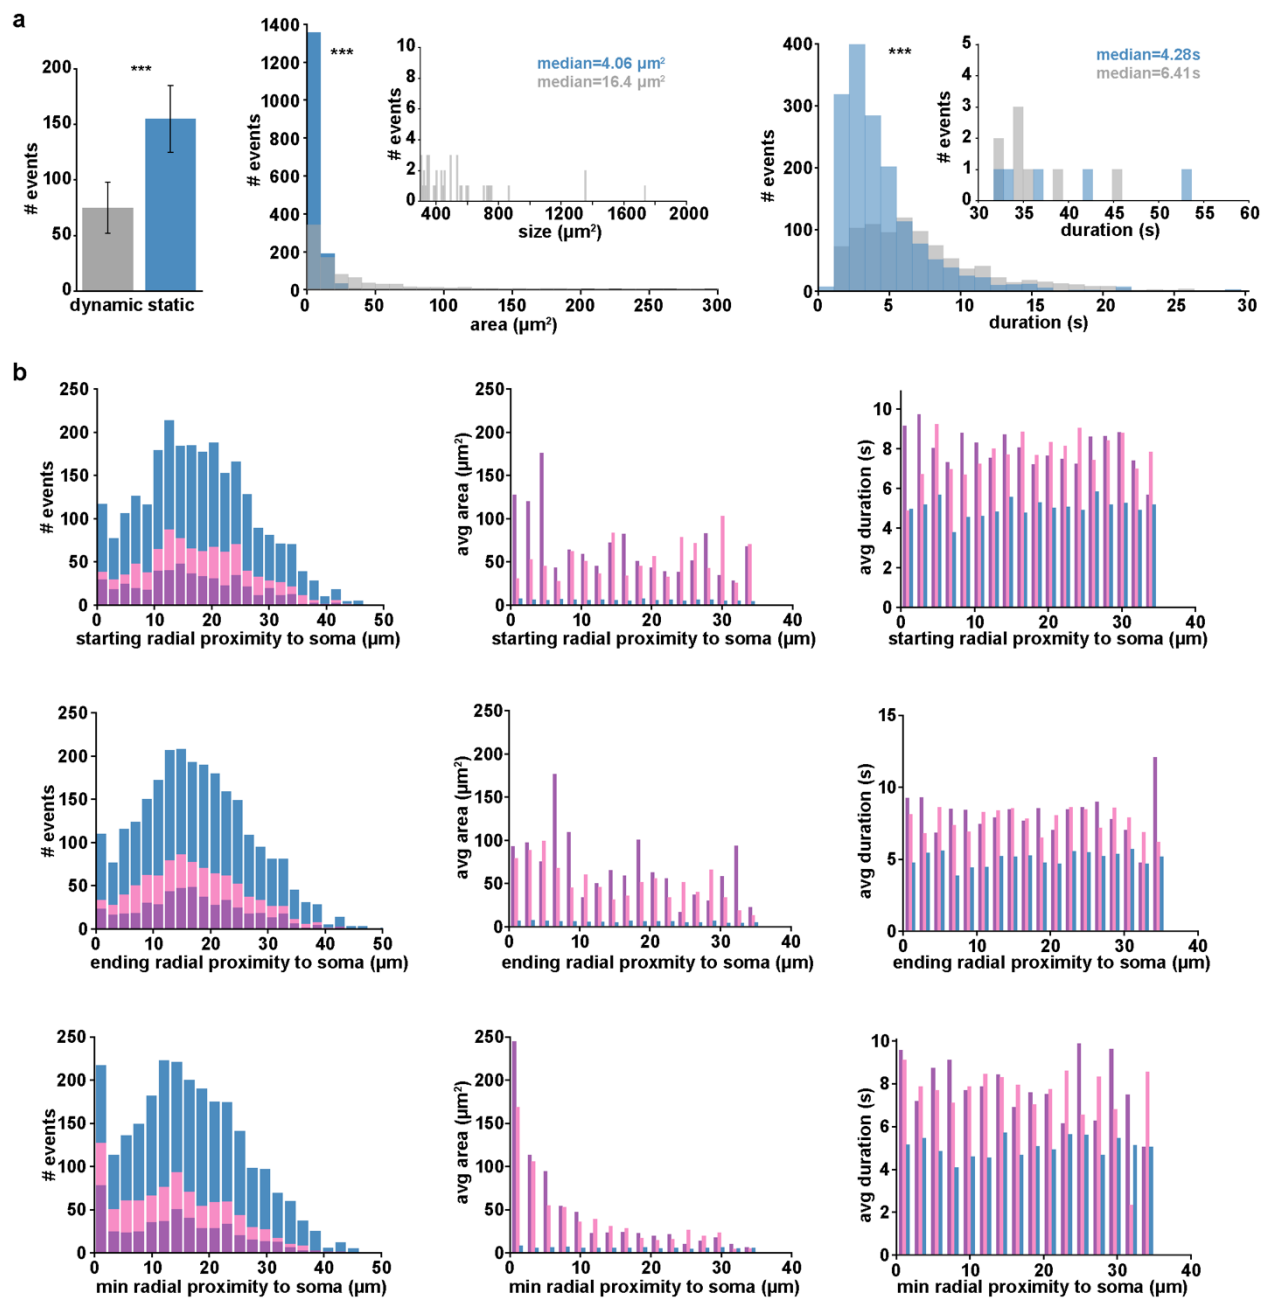 a
# events
200
150
100
50
0
***
dynamic static
# events
1400
1200
1000
800
600
400
200
0
***
0 50 100 150 200 250 300
area (µm²)
# events
10
8
6
4
2
0
median=4.06 µm²
median=16.4 µm²
400 800 1200 1600 2000
size (µm²)
# events
400
300
200
100
0
***
0 5 10 15 20 25 30
duration (s)
# events
5
4
3
2
1
0
median=4.28s
median=6.41s
30 35 40 45 50 55 60
duration (s)
b
# events
250
200
150
100
50
0
0 10 20 30 40 50
starting radial proximity to soma (µm)
avg area (µm²)
250
200
150
100
50
0
0 10 20 30 40
starting radial proximity to soma (µm)
avg duration (s)
10
8
6
4
2
0
0 10 20 30 40
starting radial proxmity to soma (µm)
# events
250
200
150
100
50
0
0 10 20 30 50
ending radial proximity to soma (µm)
avg area (µm²)
250
200
150
100
50
0
0 10 20 30 40
ending radial proxmity to soma (µm)
avg duration (s)
15
10
5
0
0 10 20 30 40
ending radial proximity to soma (µm)
# events
250
200
150
100
50
0
0 10 20 30 40 50
min radial proximity to soma (µm)
avg area (µm²)
250
200
150
100
50
0
0 10 20 30 40
min radial proximity to soma (µm)
avg duration (s)
10
8
6
4
2
0
0 10 20 30 40
min radial proximity to soma (µm)